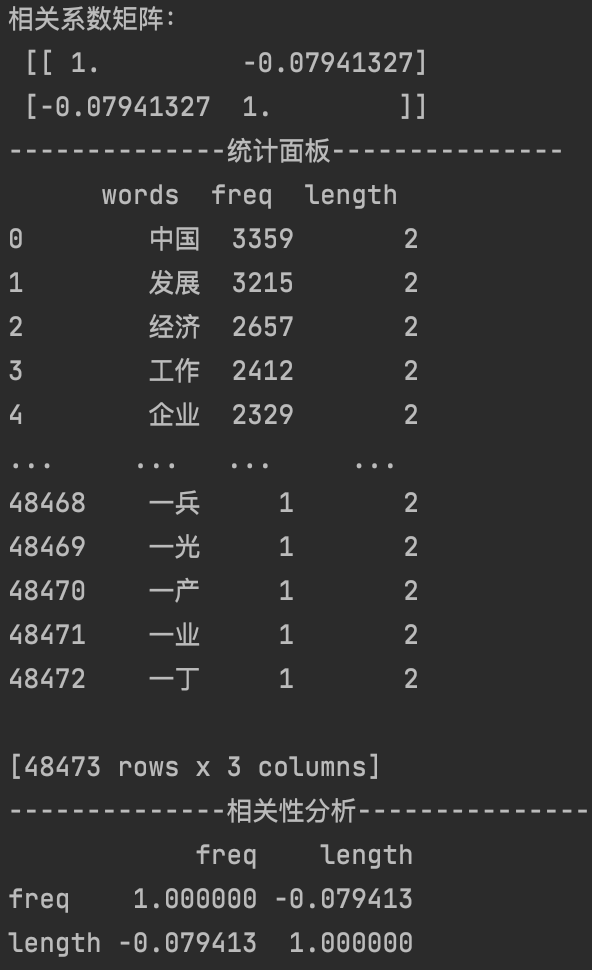 相关系数矩阵:
[[ 1.         -0.07941327]
[-0.07941327  1.        ]]
--------------统计面板---------------
words  freq  length
0        中国  3359       2
1        发展  3215       2
2        经济  2657       2
3        工作  2412       2
4        企业  2329       2
...     ...   ...     ...
48468    一兵     1       2
48469    一光     1       2
48470    一产     1       2
48471    一业     1       2
48472    一丁     1       2
[48473 rows x 3 columns]
--------------相关性分析---------------
freq    length
freq    1.000000 -0.079413
length -0.079413  1.000000